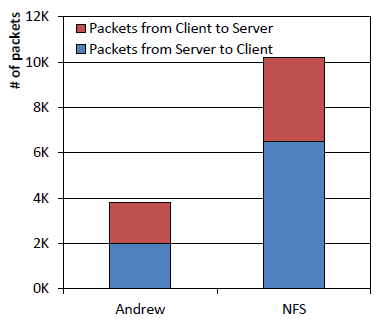 # of packets
12K
10K
8K
6K
4K
2K
0K
Packets from Client to Server
Packets from Server to Client
Andrew
NFS